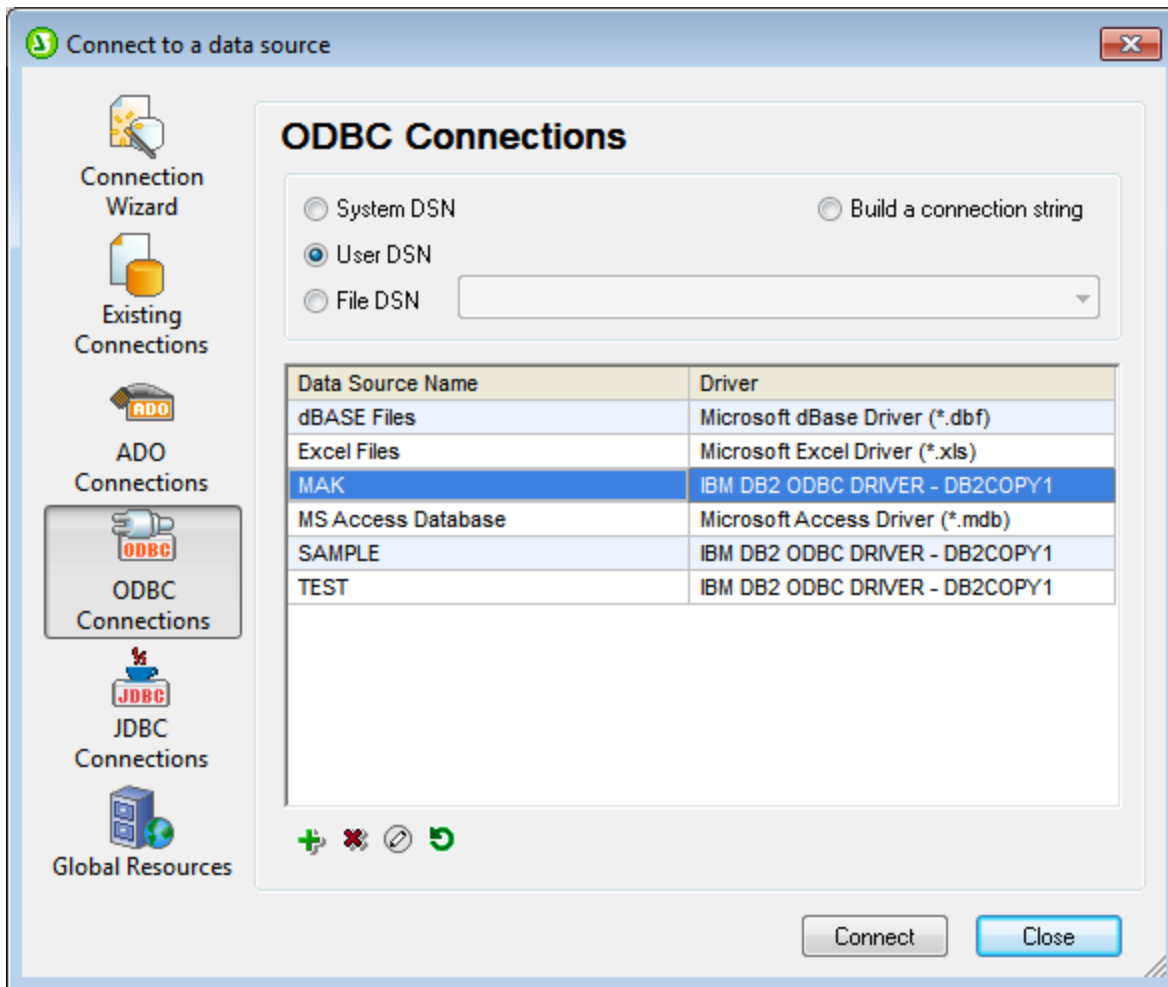 Connect to a data source
Connection
Wizard
Existing
Connections
ADO
ADO
Connections
ODBC
ODBC
Connections
JDBC
JDBC
Connections
Global Resources
ODBC Connections
System DSN
Build a connection string
User DSN
File DSN
Data Source Name Driver
dBASE Files Microsoft dBase Driver (*.dbf)
Excel Files Microsoft Excel Driver (*.xls)
MAK IBM DB2 ODBC DRIVER - DB2COPY1
MS Access Database Microsoft Access Driver (*.mdb)
SAMPLE IBM DB2 ODBC DRIVER - DB2COPY1
TEST IBM DB2 ODBC DRIVER - DB2COPY1
Connect Close